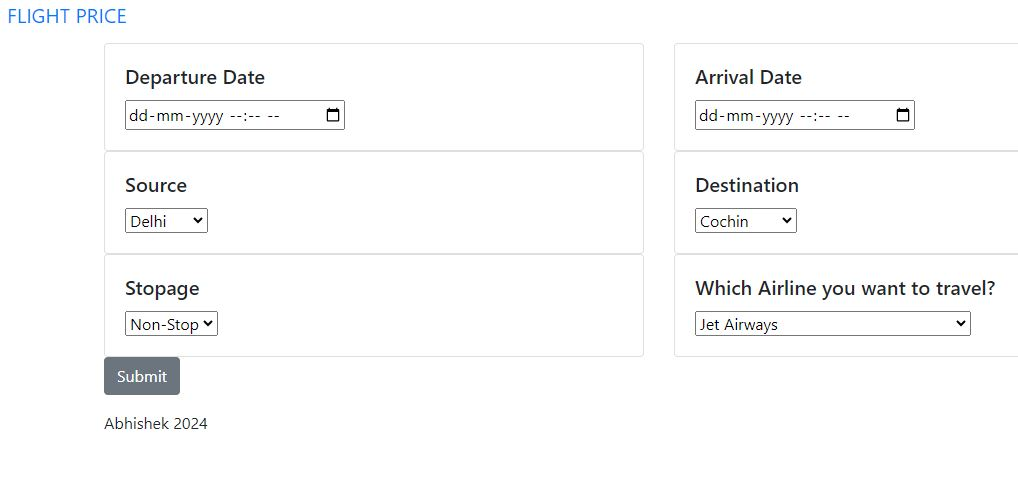 FLIGHT PRICE
Departure Date
Arrival Date
dd-mm-yyyy --:-- --
dd-mm-yyyy --:-- --
Source
Destination
Delhi
Cochin
Stopage
Which Airline you want to travel?
Non-Stop
Jet Airways
Submit
Abhishek 2024